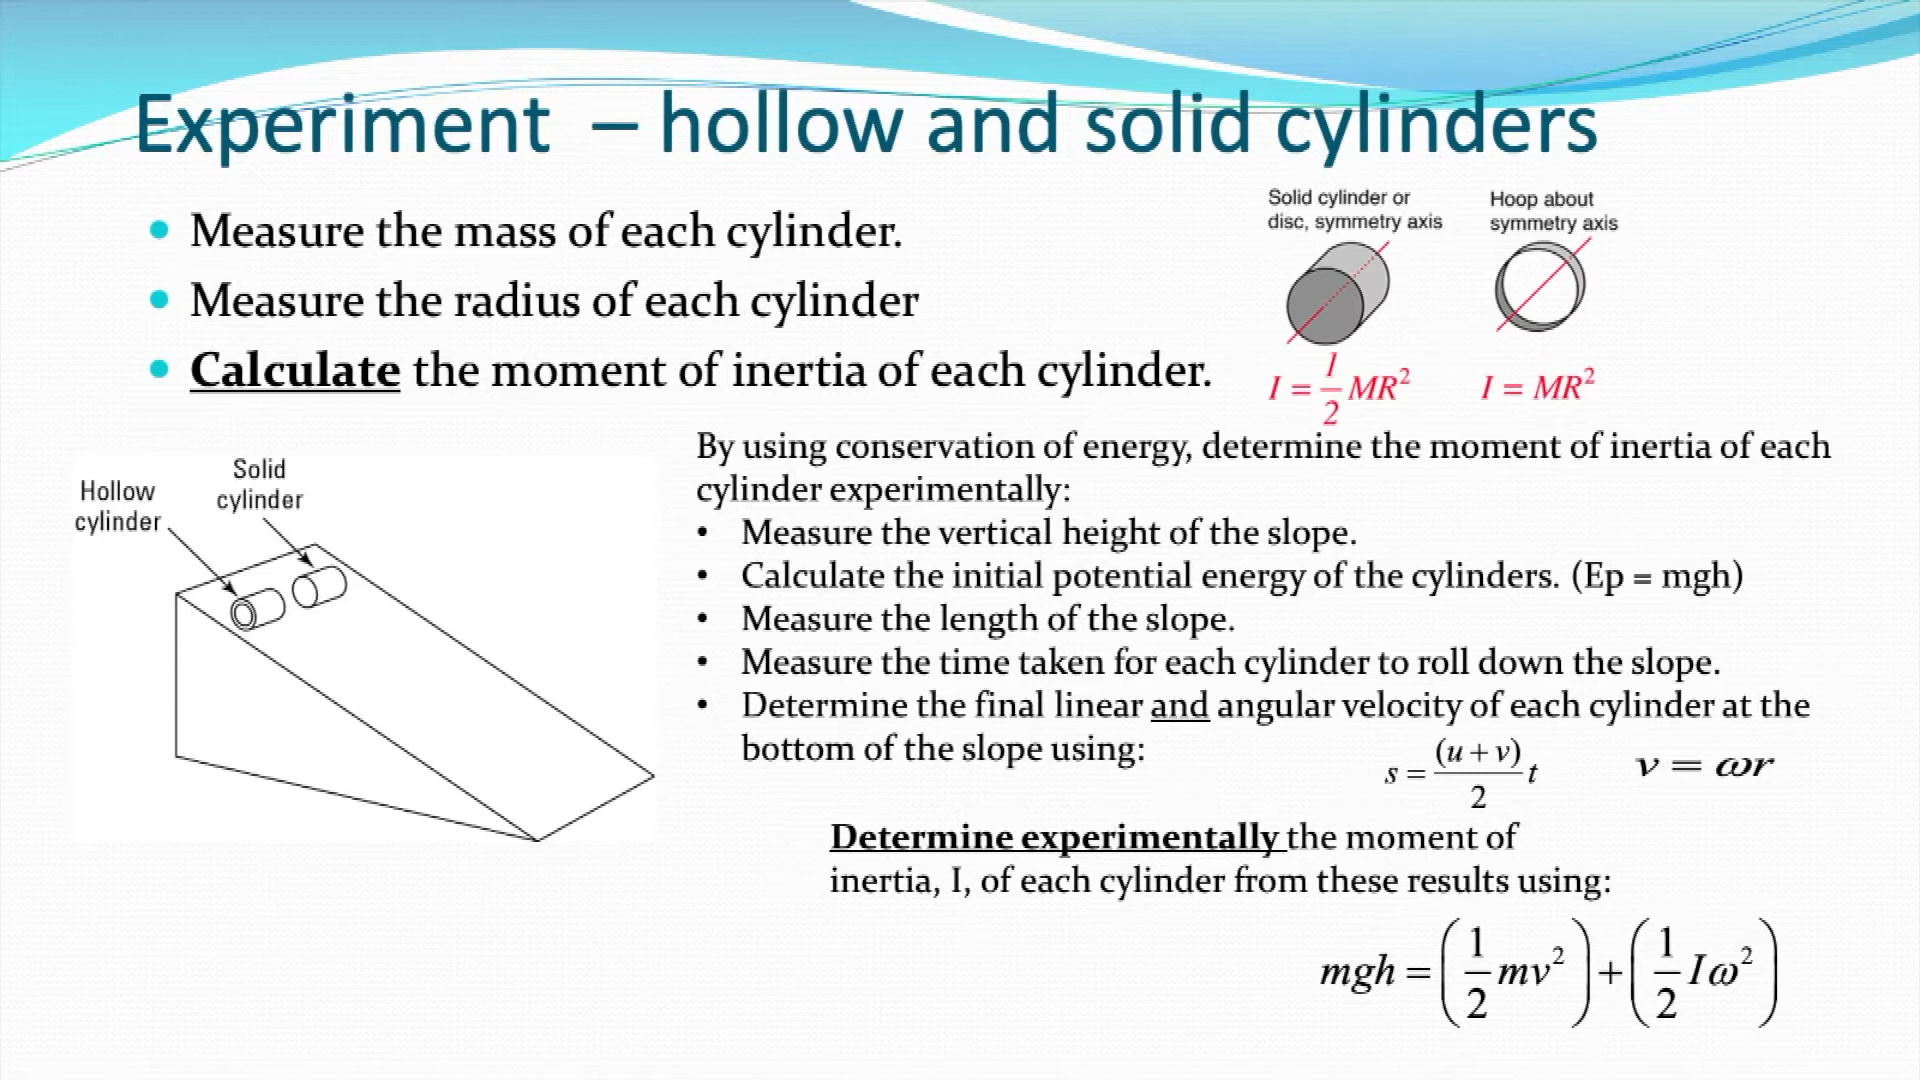 Experiment – hollow and solid cylinders
• Measure the mass of each cylinder.
• Measure the radius of each cylinder
• Calculate the moment of inertia of each cylinder.
Solid cylinder or
disc, symmetry axis
I = 1/2 MR²
Hoop about
symmetry axis
I = MR²
Hollow
cylinder
Solid
cylinder
By using conservation of energy, determine the moment of inertia of each
cylinder experimentally:
• Measure the vertical height of the slope.
• Calculate the initial potential energy of the cylinders. (Ep = mgh)
• Measure the length of the slope.
• Measure the time taken for each cylinder to roll down the slope.
• Determine the final linear and angular velocity of each cylinder at the
bottom of the slope using:
s = (u + v)/2 t
v = ωr
Determine experimentally the moment of
inertia, I, of each cylinder from these results using:
mgh = (1/2 mv²) + (1/2 Iω²)